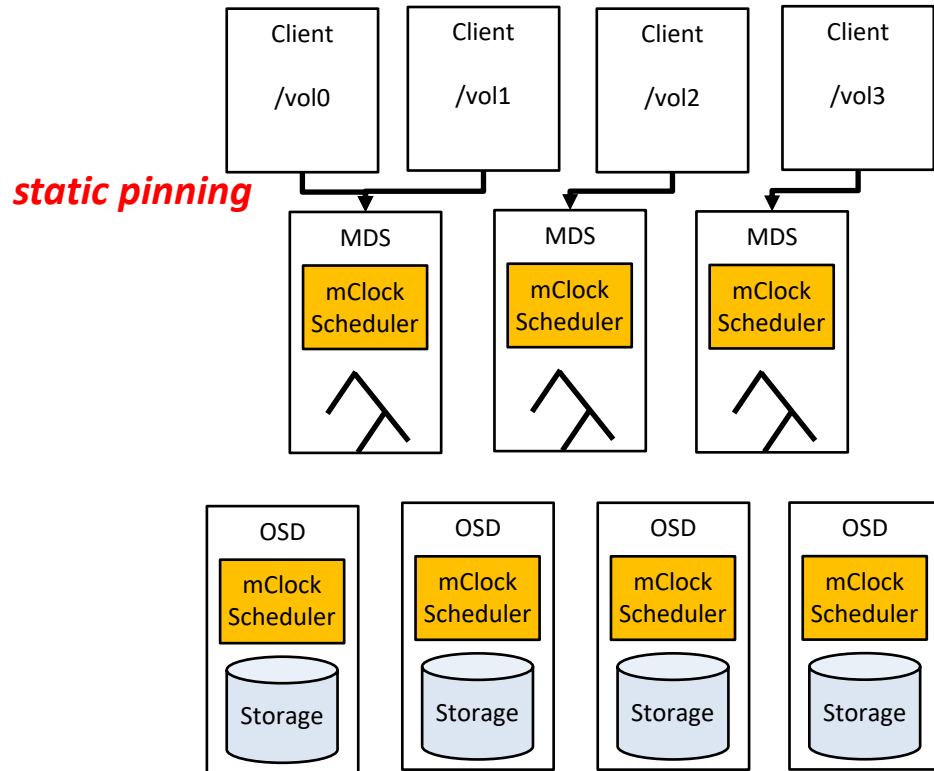 Client
/vol0
Client
/vol1
Client
/vol2
Client
/vol3
static pinning
MDS
mClock
Scheduler
MDS
mClock
Scheduler
MDS
mClock
Scheduler
OSD
mClock
Scheduler
Storage
OSD
mClock
Scheduler
Storage
OSD
mClock
Scheduler
Storage
OSD
mClock
Scheduler
Storage